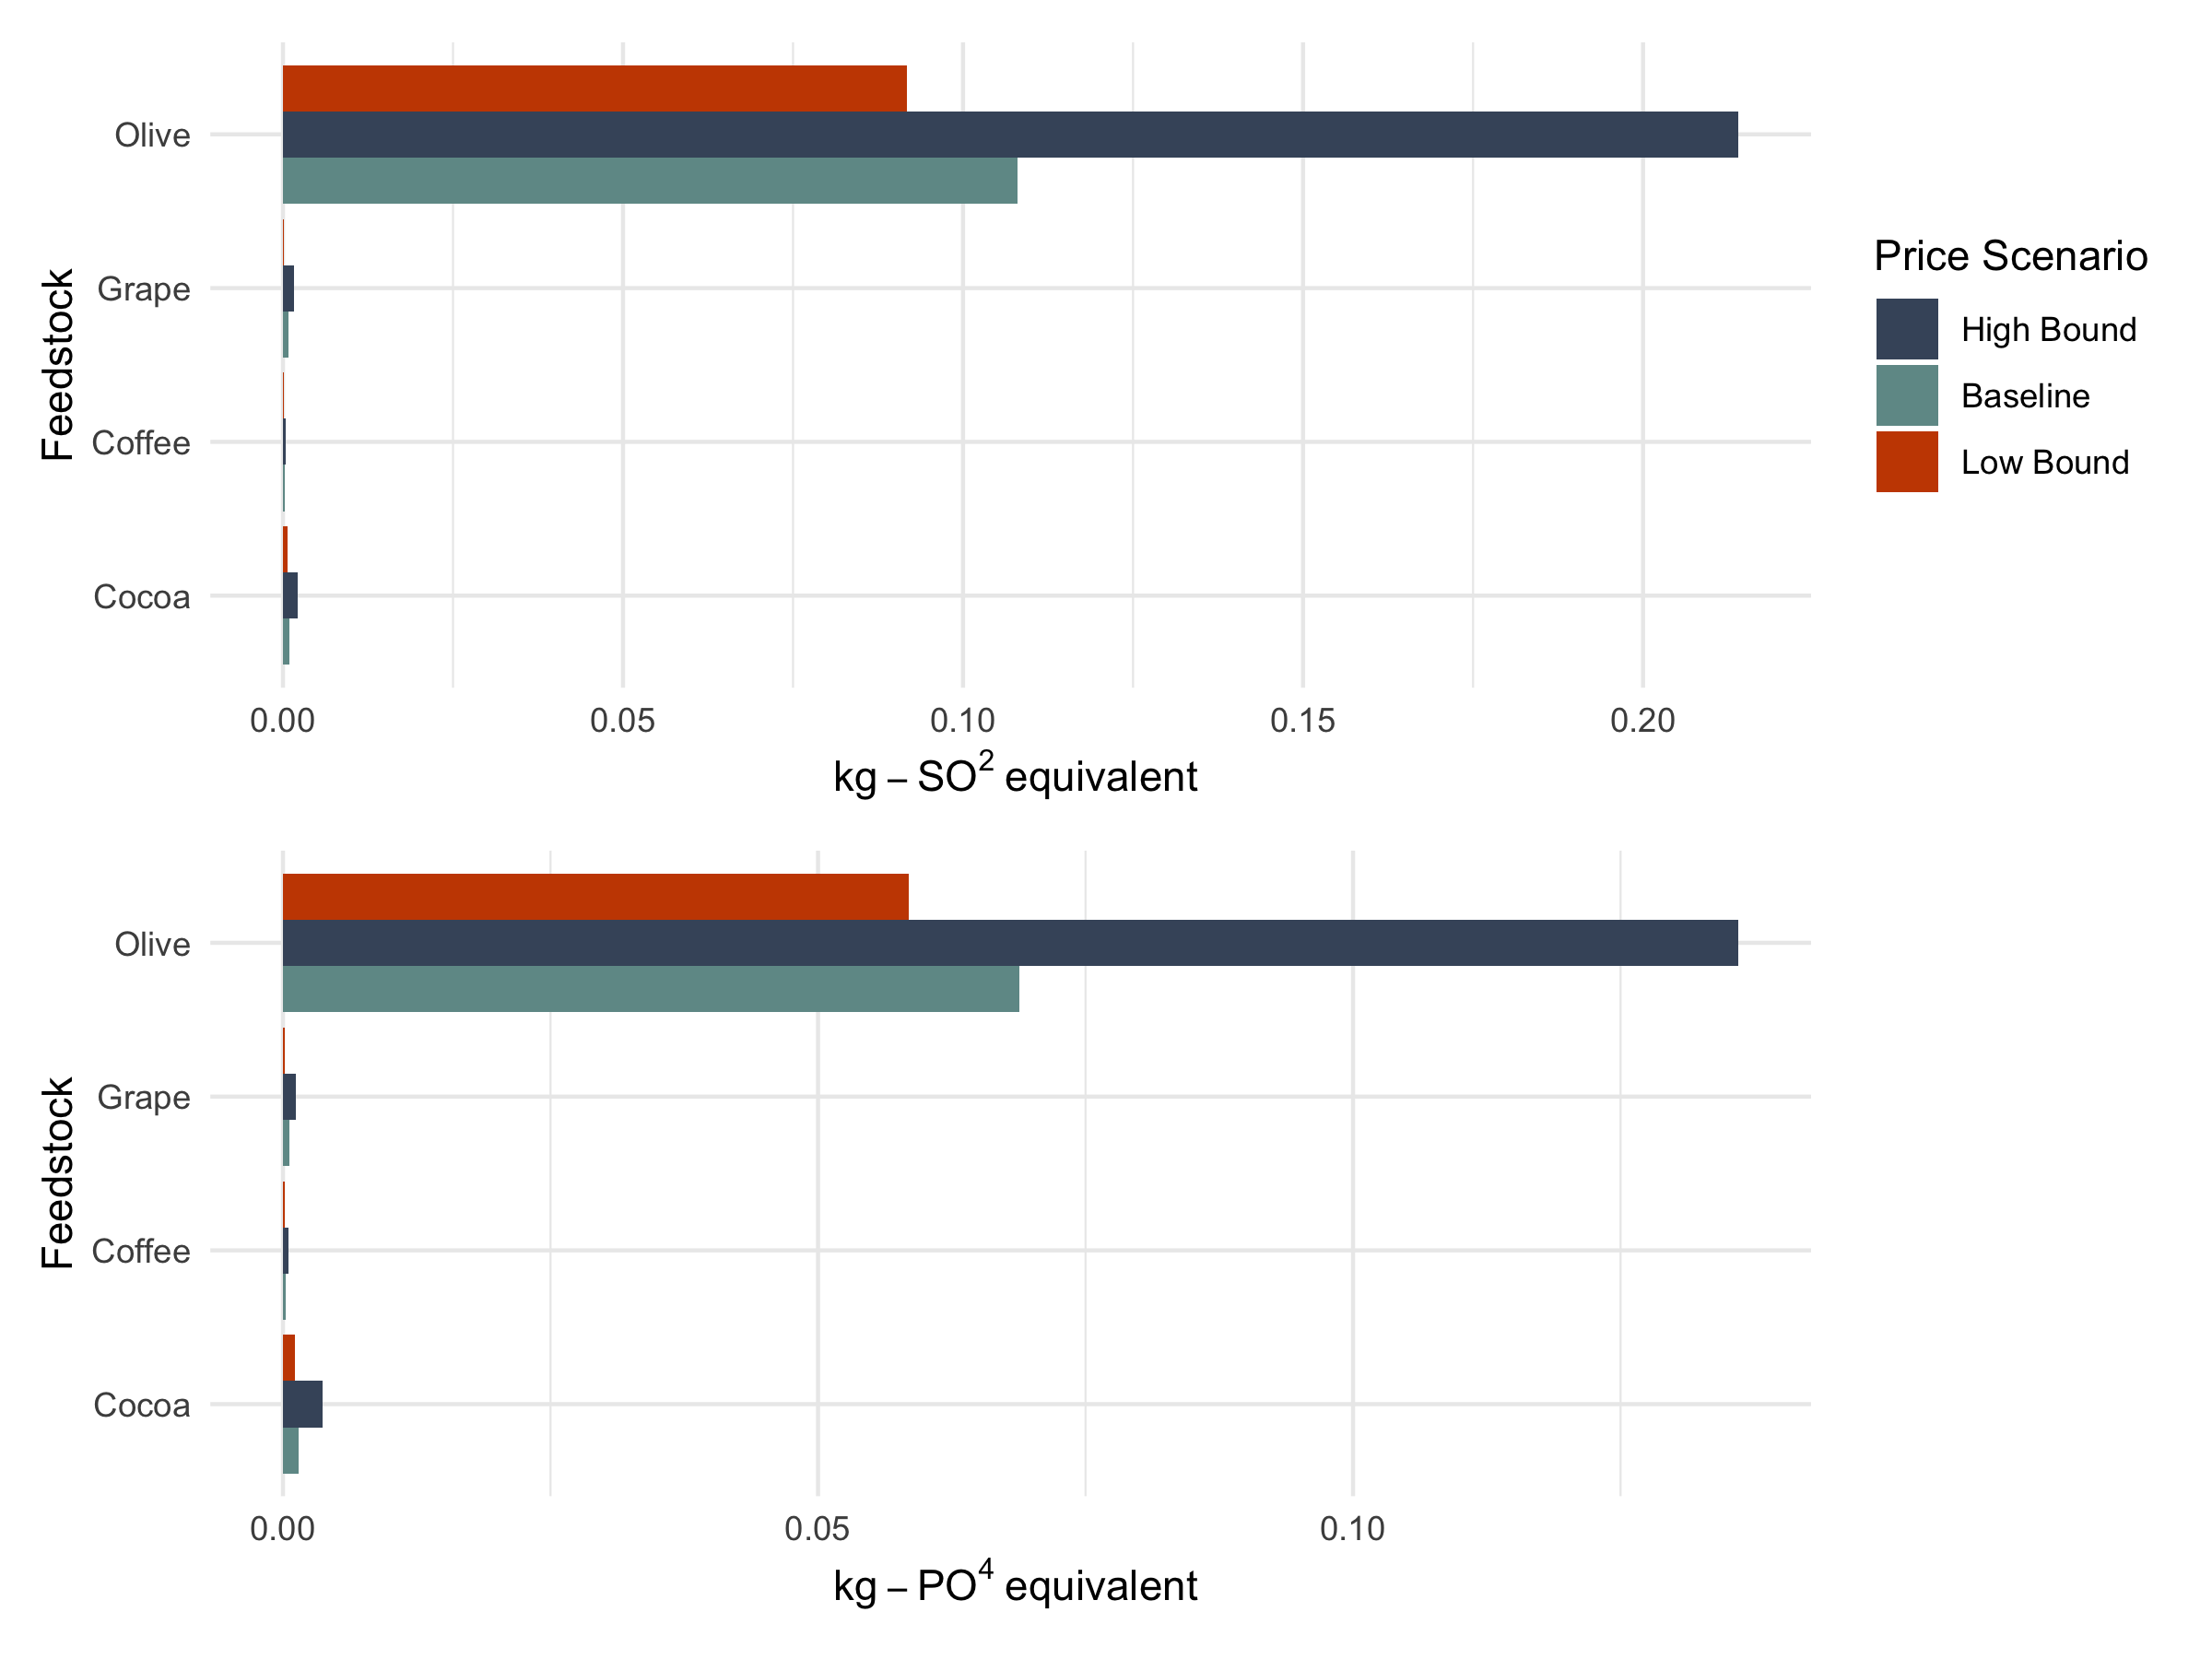 Feedstock
Olive
Grape
Coffee
Cocoa
0.00 0.05 0.10 0.15 0.20
kg – SO² equivalent
Price Scenario
High Bound
Baseline
Low Bound
Feedstock
Olive
Grape
Coffee
Cocoa
0.00 0.05 0.10
kg – PO⁴ equivalent